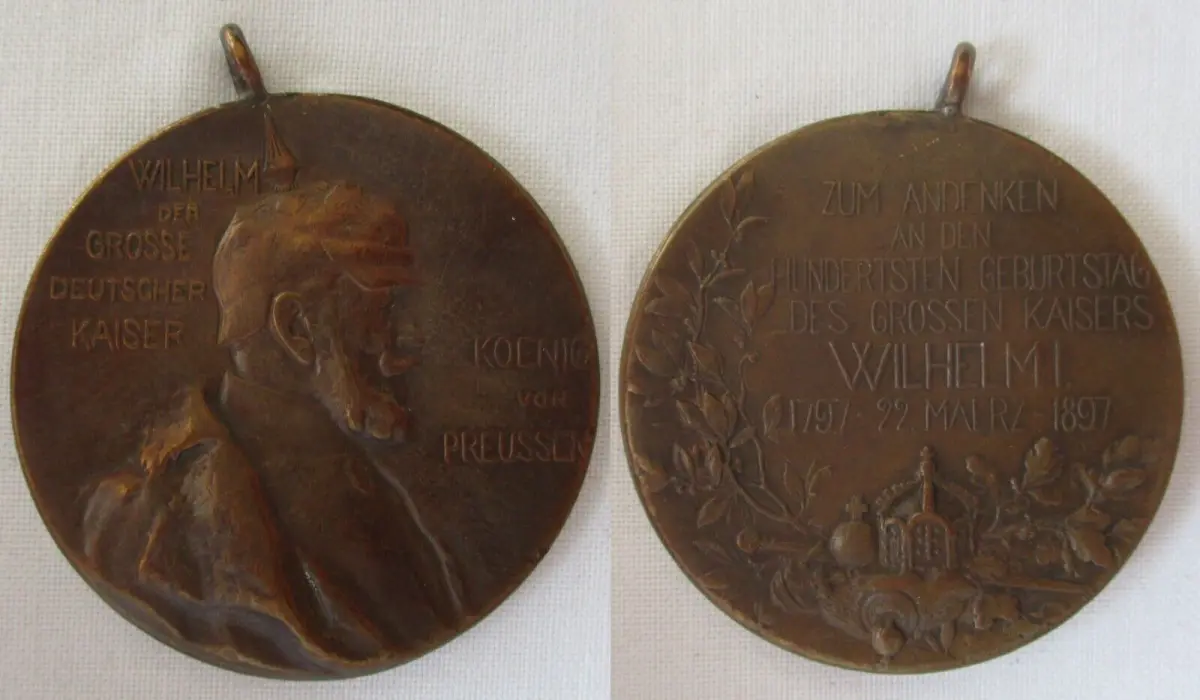 WILHELM
DER
GROSSE
DEUTSCHER
KAISER
KOENIG
VON
PREUSSEN
ZUM ANDENKEN
AN DEN
HUNDERTSTEN GEBURTSTAG
DES GROSSEN KAISERS
WILHELM I.
1797 · 22. MAERZ · 1897